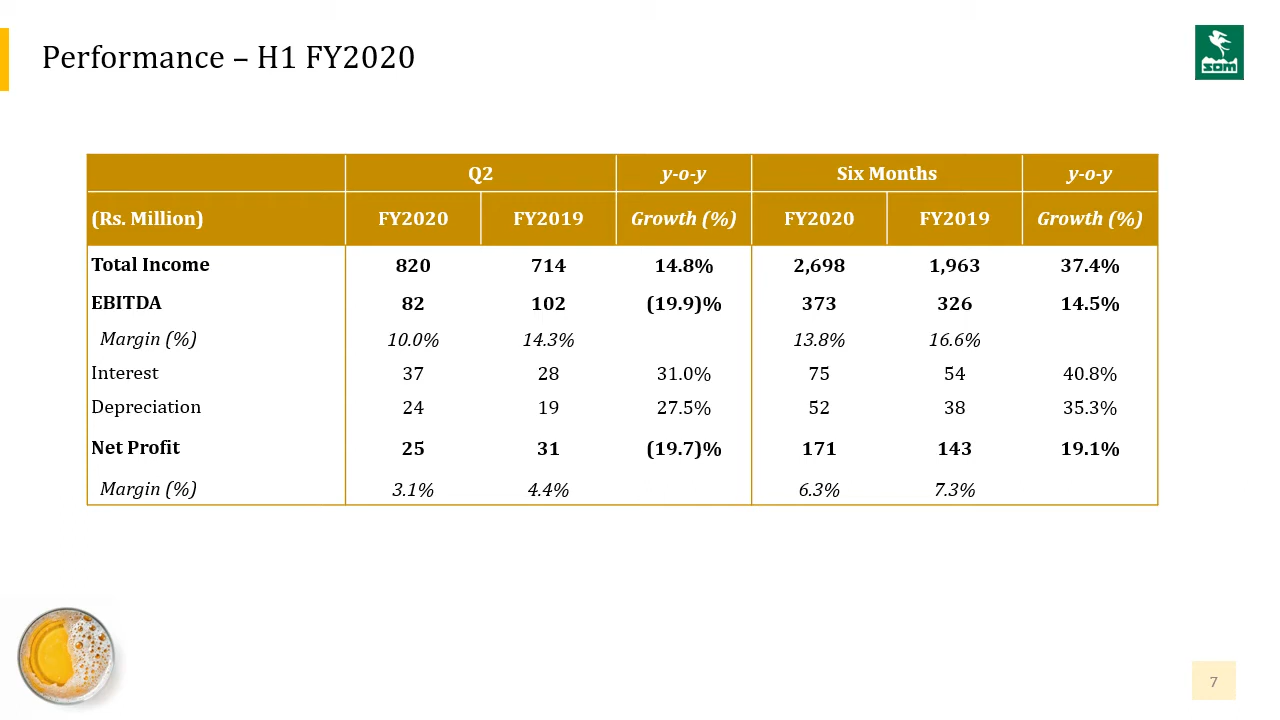 Performance – H1 FY2020
som
Q2 y-o-y Six Months y-o-y
(Rs. Million) FY2020 FY2019 Growth (%) FY2020 FY2019 Growth (%)
Total Income 820 714 14.8% 2,698 1,963 37.4%
EBITDA 82 102 (19.9)% 373 326 14.5%
Margin (%) 10.0% 14.3% 13.8% 16.6%
Interest 37 28 31.0% 75 54 40.8%
Depreciation 24 19 27.5% 52 38 35.3%
Net Profit 25 31 (19.7)% 171 143 19.1%
Margin (%) 3.1% 4.4% 6.3% 7.3%
7